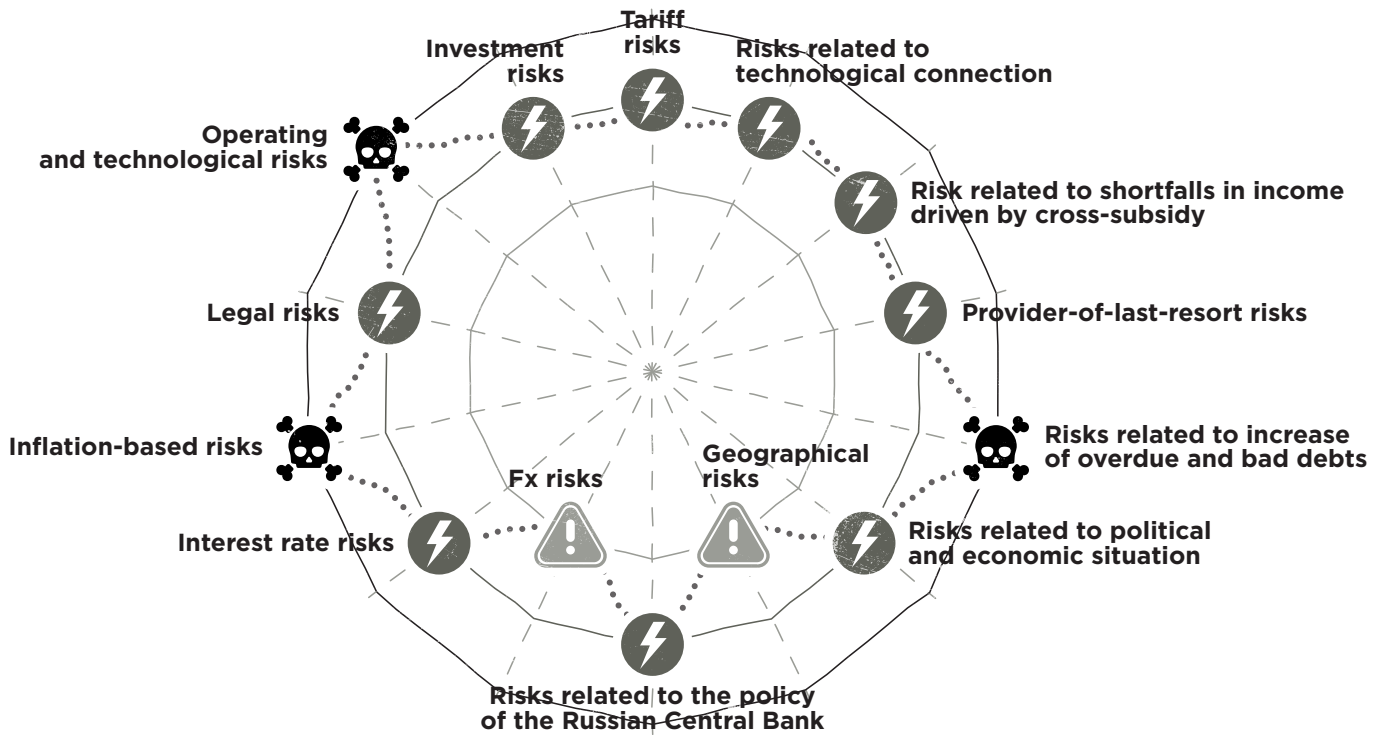 Tariff
risks
Investment
risks
Risks related to
technological connection
Operating
and technological risks
Risk related to shortfalls in income
driven by cross-subsidy
Legal risks
Provider-of-last-resort risks
Inflation-based risks
Risks related to increase
of overdue and bad debts
Fx risks
Geographical
risks
Interest rate risks
Risks related to political
and economic situation
Risks related to the policy
of the Russian Central Bank